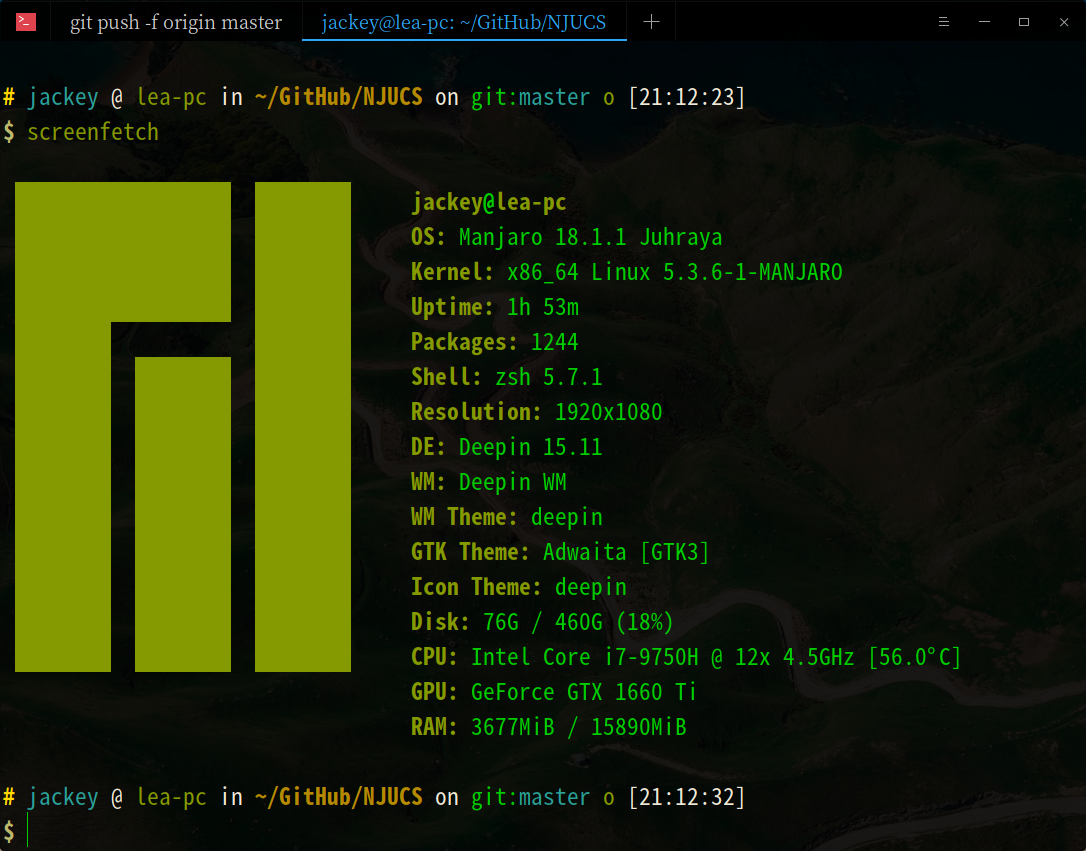 git push -f origin master
jackey@lea-pc: ~/GitHub/NJUCS
# jackey @ lea-pc in ~/GitHub/NJUCS on git:master o [21:12:23]
$ screenfetch
jackey@lea-pc
OS: Manjaro 18.1.1 Juhraya
Kernel: x86_64 Linux 5.3.6-1-MANJARO
Uptime: 1h 53m
Packages: 1244
Shell: zsh 5.7.1
Resolution: 1920x1080
DE: Deepin 15.11
WM: Deepin WM
WM Theme: deepin
GTK Theme: Adwaita [GTK3]
Icon Theme: deepin
Disk: 76G / 460G (18%)
CPU: Intel Core i7-9750H @ 12x 4.5GHz [56.0°C]
GPU: GeForce GTX 1660 Ti
RAM: 3677MiB / 15890MiB
# jackey @ lea-pc in ~/GitHub/NJUCS on git:master o [21:12:32]
$